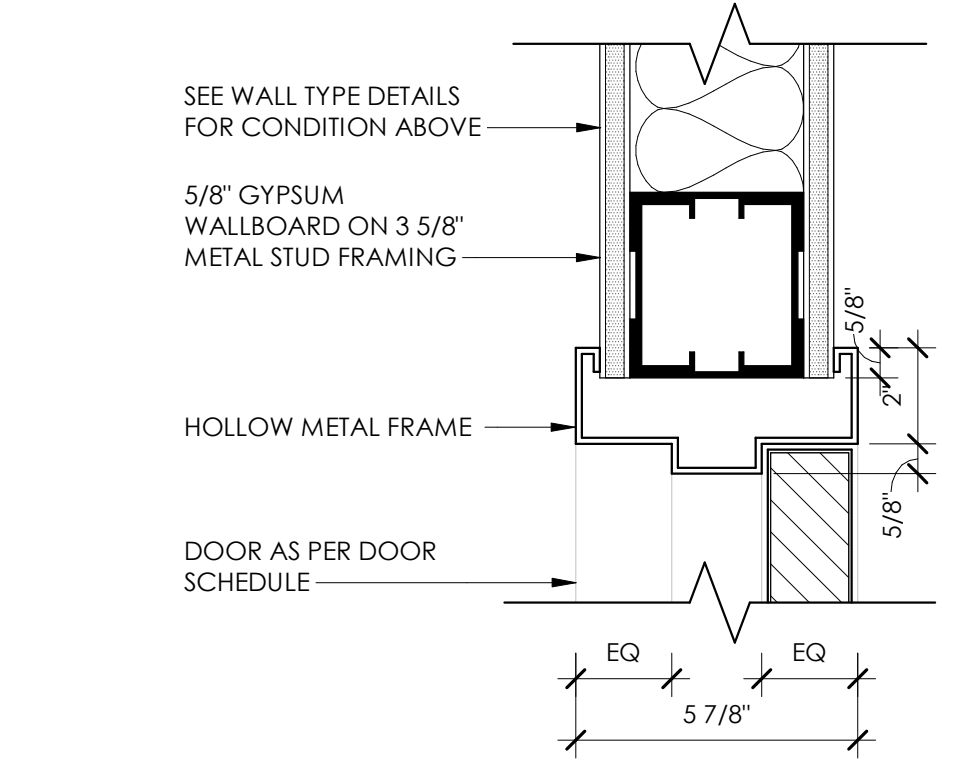 SEE WALL TYPE DETAILS
FOR CONDITION ABOVE
5/8" GYPSUM
WALLBOARD ON 3 5/8"
METAL STUD FRAMING
5/8"
2"
HOLLOW METAL FRAME
5/8"
DOOR AS PER DOOR
SCHEDULE
EQ
EQ
5 7/8"